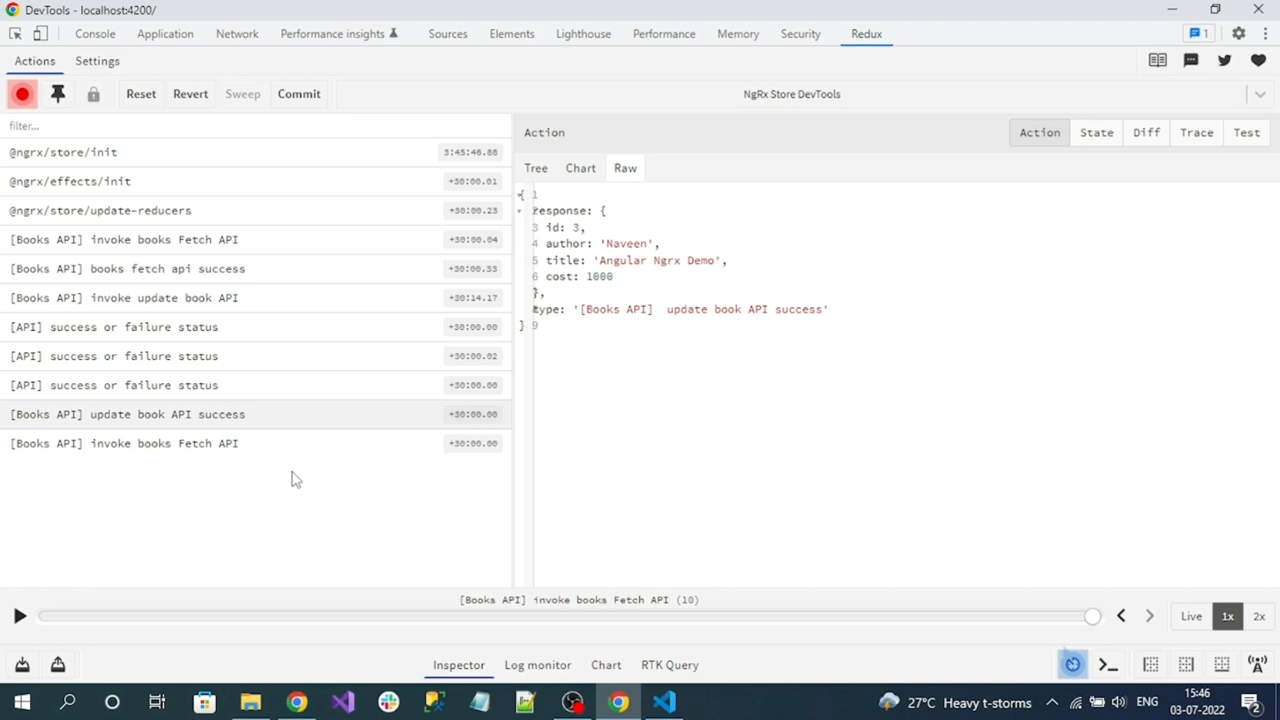 DevTools - localhost:4200/
Console Application Network Performance insights Sources Elements Lighthouse Performance Memory Security Redux 1
Actions Settings
Reset Revert Sweep Commit NgRx Store DevTools
filter...
@ngrx/store/init 3:45:46.88
@ngrx/effects/init +30:00.01
@ngrx/store/update-reducers +30:00.23
[Books API] invoke books Fetch API +30:00.04
[Books API] books fetch api success +30:00.33
[Books API] invoke update book API +30:14.17
[API] success or failure status +30:00.00
[API] success or failure status +30:00.02
[API] success or failure status +30:00.00
[Books API] update book API success +30:00.00
[Books API] invoke books Fetch API +30:00.00
Action Action State Diff Trace Test
Tree Chart Raw
{ 1
response: {
3 id: 3,
4 author: 'Naveen',
5 title: 'Angular Ngrx Demo',
6 cost: 1000
},
type: '[Books API]  update book API success'
} 9
[Books API] invoke books Fetch API (10)
Live 1x 2x
Inspector Log monitor Chart RTK Query
27°C Heavy t-storms ENG 15:46
03-07-2022 2